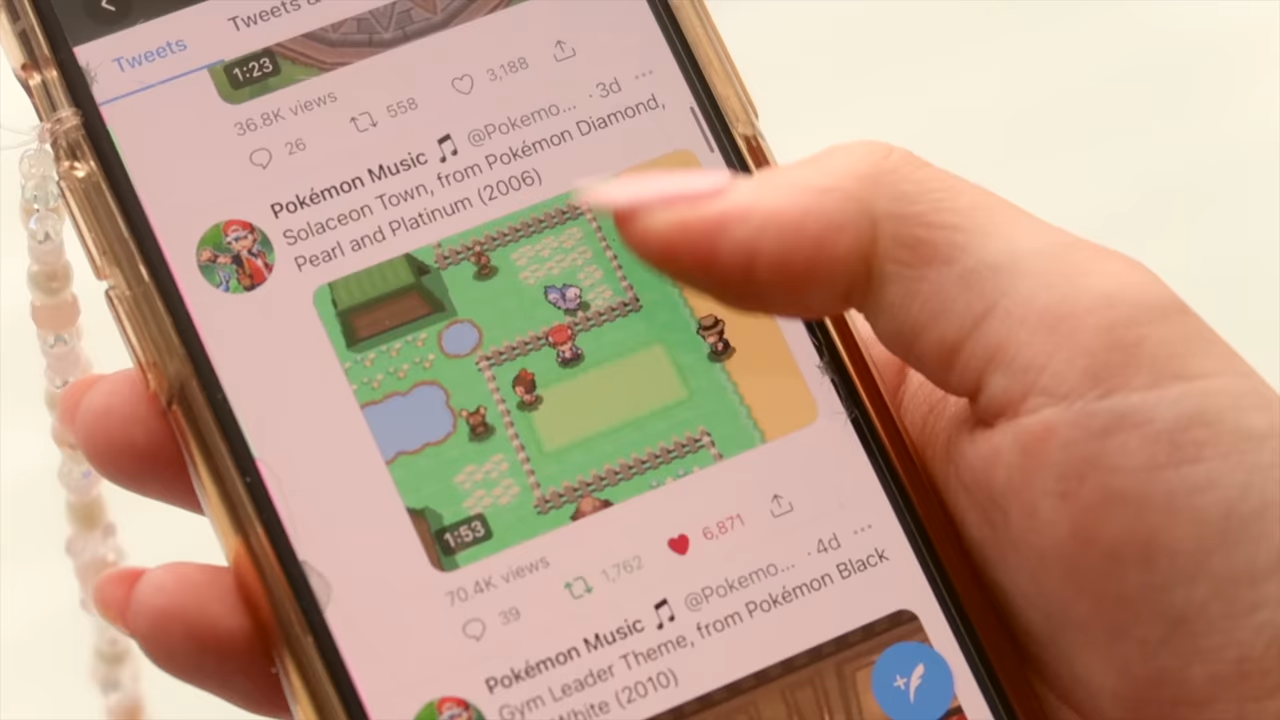 Tweets
Tweets &
1:23
36.8K views
26
558
3,188
Pokémon Music 🎵 @Pokemo... · 3d
Solaceon Town, from Pokémon Diamond,
Pearl and Platinum (2006)
1:53
70.4K views
39
1,762
6,871
Pokémon Music 🎵 @Pokemo... · 4d
Gym Leader Theme, from Pokémon Black
White (2010)